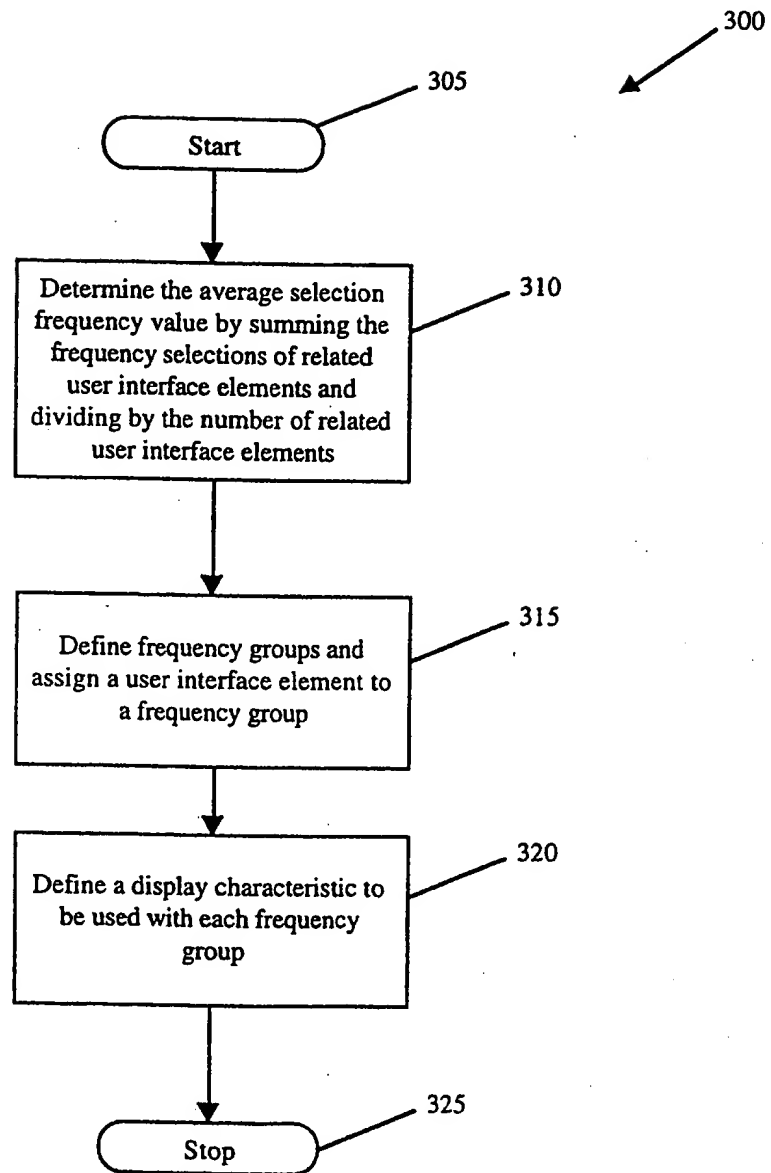 300
305
Start
Determine the average selection
frequency value by summing the
frequency selections of related
user interface elements and
dividing by the number of related
user interface elements
310
Define frequency groups and
assign a user interface element to
a frequency group
315
Define a display characteristic to
be used with each frequency
group
320
Stop
325